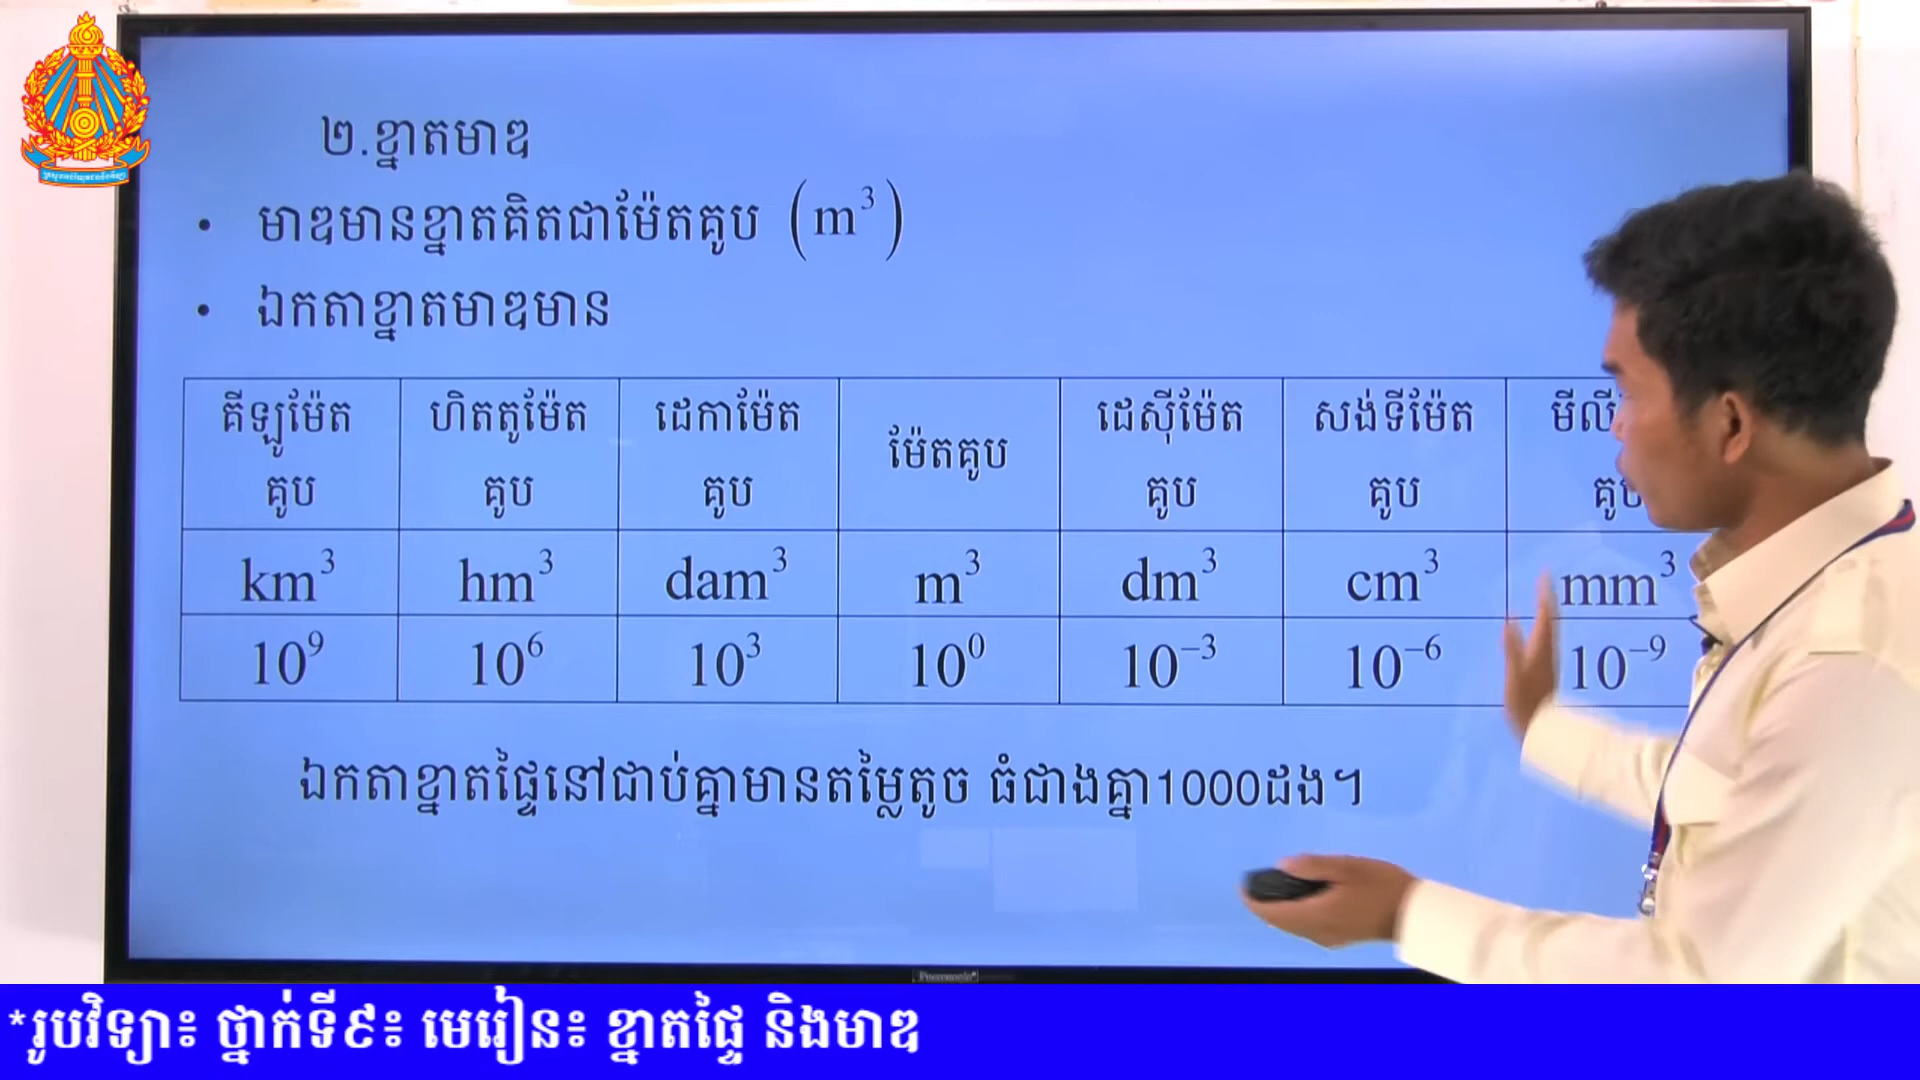 ២.ខ្នាតមាឌ
• មាឌមានខ្នាតគិតជាម៉ែតគូប (m³)
• ឯកតាខ្នាតមាឌមាន
គីឡូម៉ែត គូប ហិតតូម៉ែត គូប ដេកាម៉ែត គូប ម៉ែតគូប ដេស៊ីម៉ែត គូប សង់ទីម៉ែត គូប មីលី គូប
km³ hm³ dam³ m³ dm³ cm³ mm³
10⁹ 10⁶ 10³ 10⁰ 10⁻³ 10⁻⁶ 10⁻⁹
ឯកតាខ្នាតផ្ទៃនៅជាប់គ្នាមានតម្លៃតូច ធំជាងគ្នា1000ដង។
*រូបវិទ្យា៖ ថ្នាក់ទី៩៖ មេរៀន៖ ខ្នាតផ្ទៃ និងមាឌ